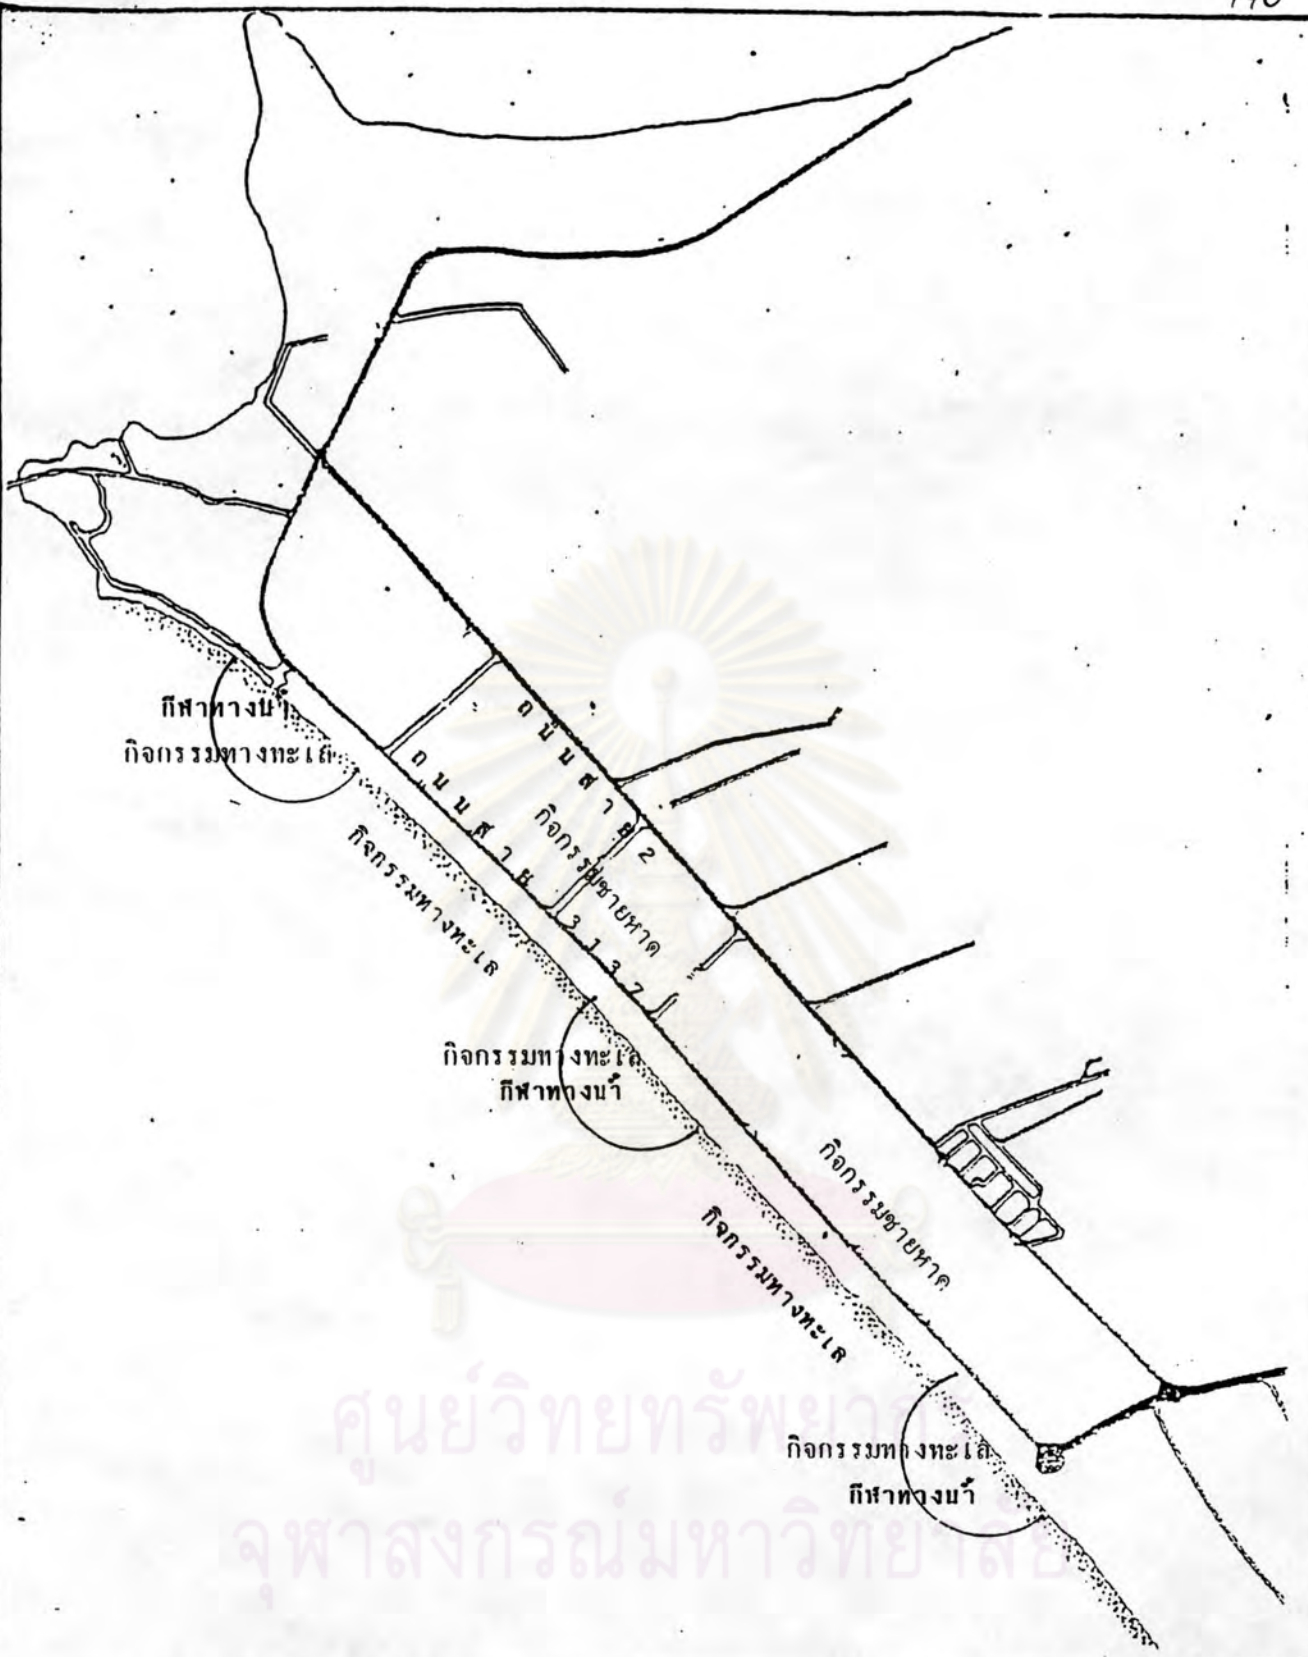 กีฬาทางน้ำ
กิจกรรมทางทะเล
กิจกรรมทางทะเล
ถนนสาย 2
ถนนสาย 3137
กิจกรรมชายหาด
กิจกรรมทางทะเล
กีฬาทางน้ำ
กิจกรรมชายหาด
กิจกรรมทางทะเล
กิจกรรมทางทะเล
กีฬาทางน้ำ
ศูนย์วิทยทรัพยากร
จุฬาลงกรณ์มหาวิทยาลัย